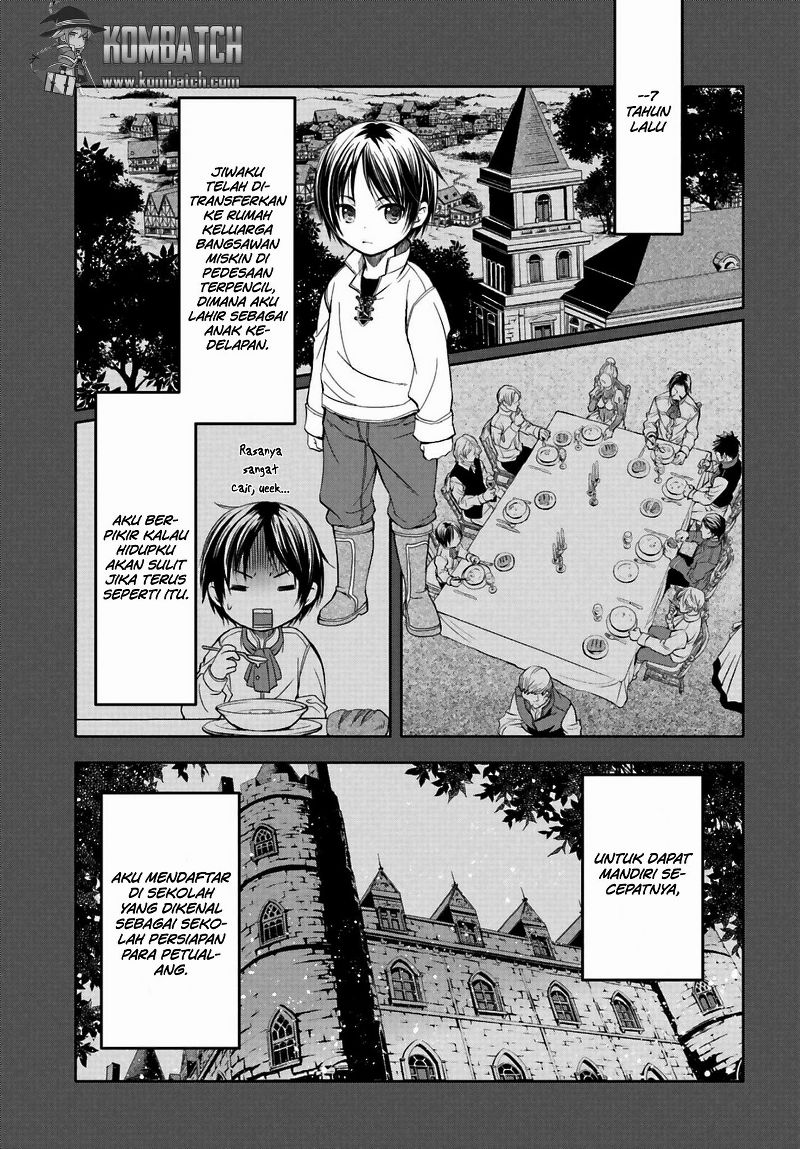 KOMBATCH
www.kombatch.com
--7
TAHUN
LALU
JIWAKU
TELAH DI-
TRANSFERKAN
KE RUMAH
KELUARGA
BANGSAWAN
MISKIN DI
PEDESAAN
TERPENCIL,
DIMANA AKU
LAHIR SEBAGAI
ANAK KE-
DELAPAN.
Rasanya
sangat
cair, ueek...
AKU BER-
PIKIR KALAU
HIDUPKU
AKAN SULIT
JIKA TERUS
SEPERTI ITU.
UNTUK DAPAT
MANDIRI SE-
CEPATNYA,
AKU MENDAFTAR
DI SEKOLAH
YANG DIKENAL
SEBAGAI SEKO-
LAH PERSIAPAN
PARA PETUAL-
ANG.